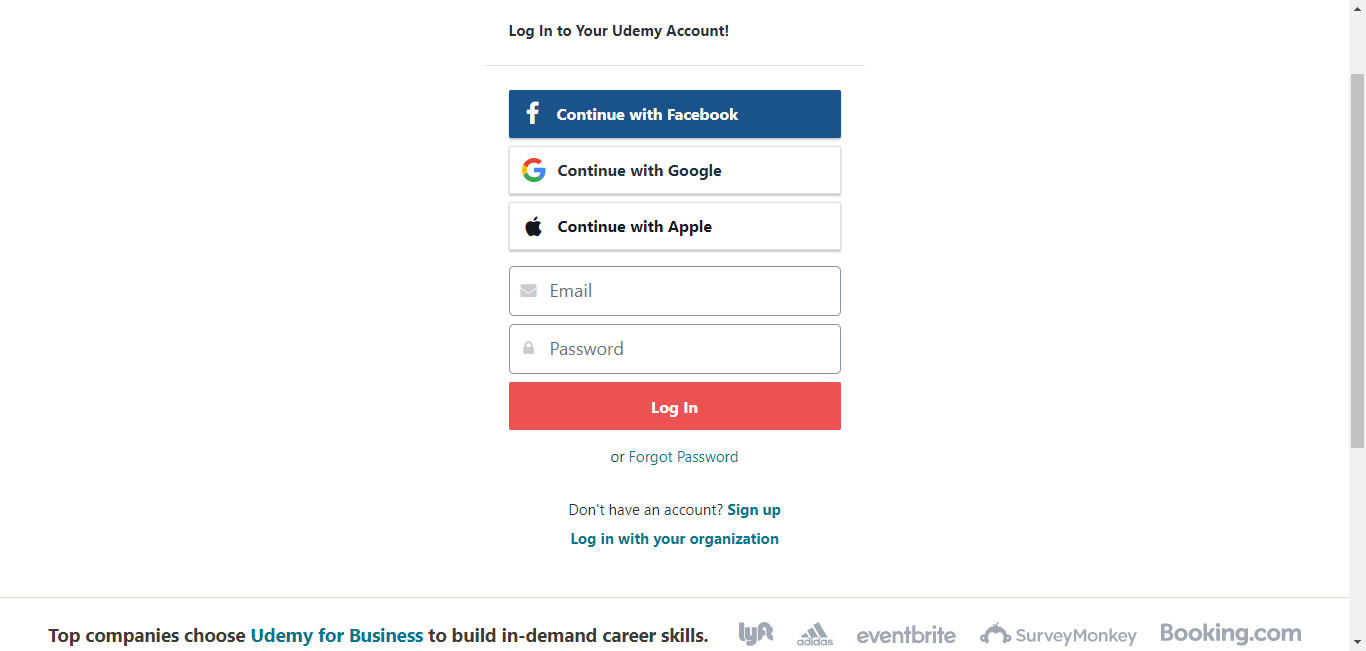 Log In to Your Udemy Account!
Continue with Facebook
Continue with Google
Continue with Apple
Email
Password
Log In
or Forgot Password
Don't have an account? Sign up
Log in with your organization
Top companies choose Udemy for Business to build in-demand career skills. lyft adidas eventbrite SurveyMonkey Booking.com